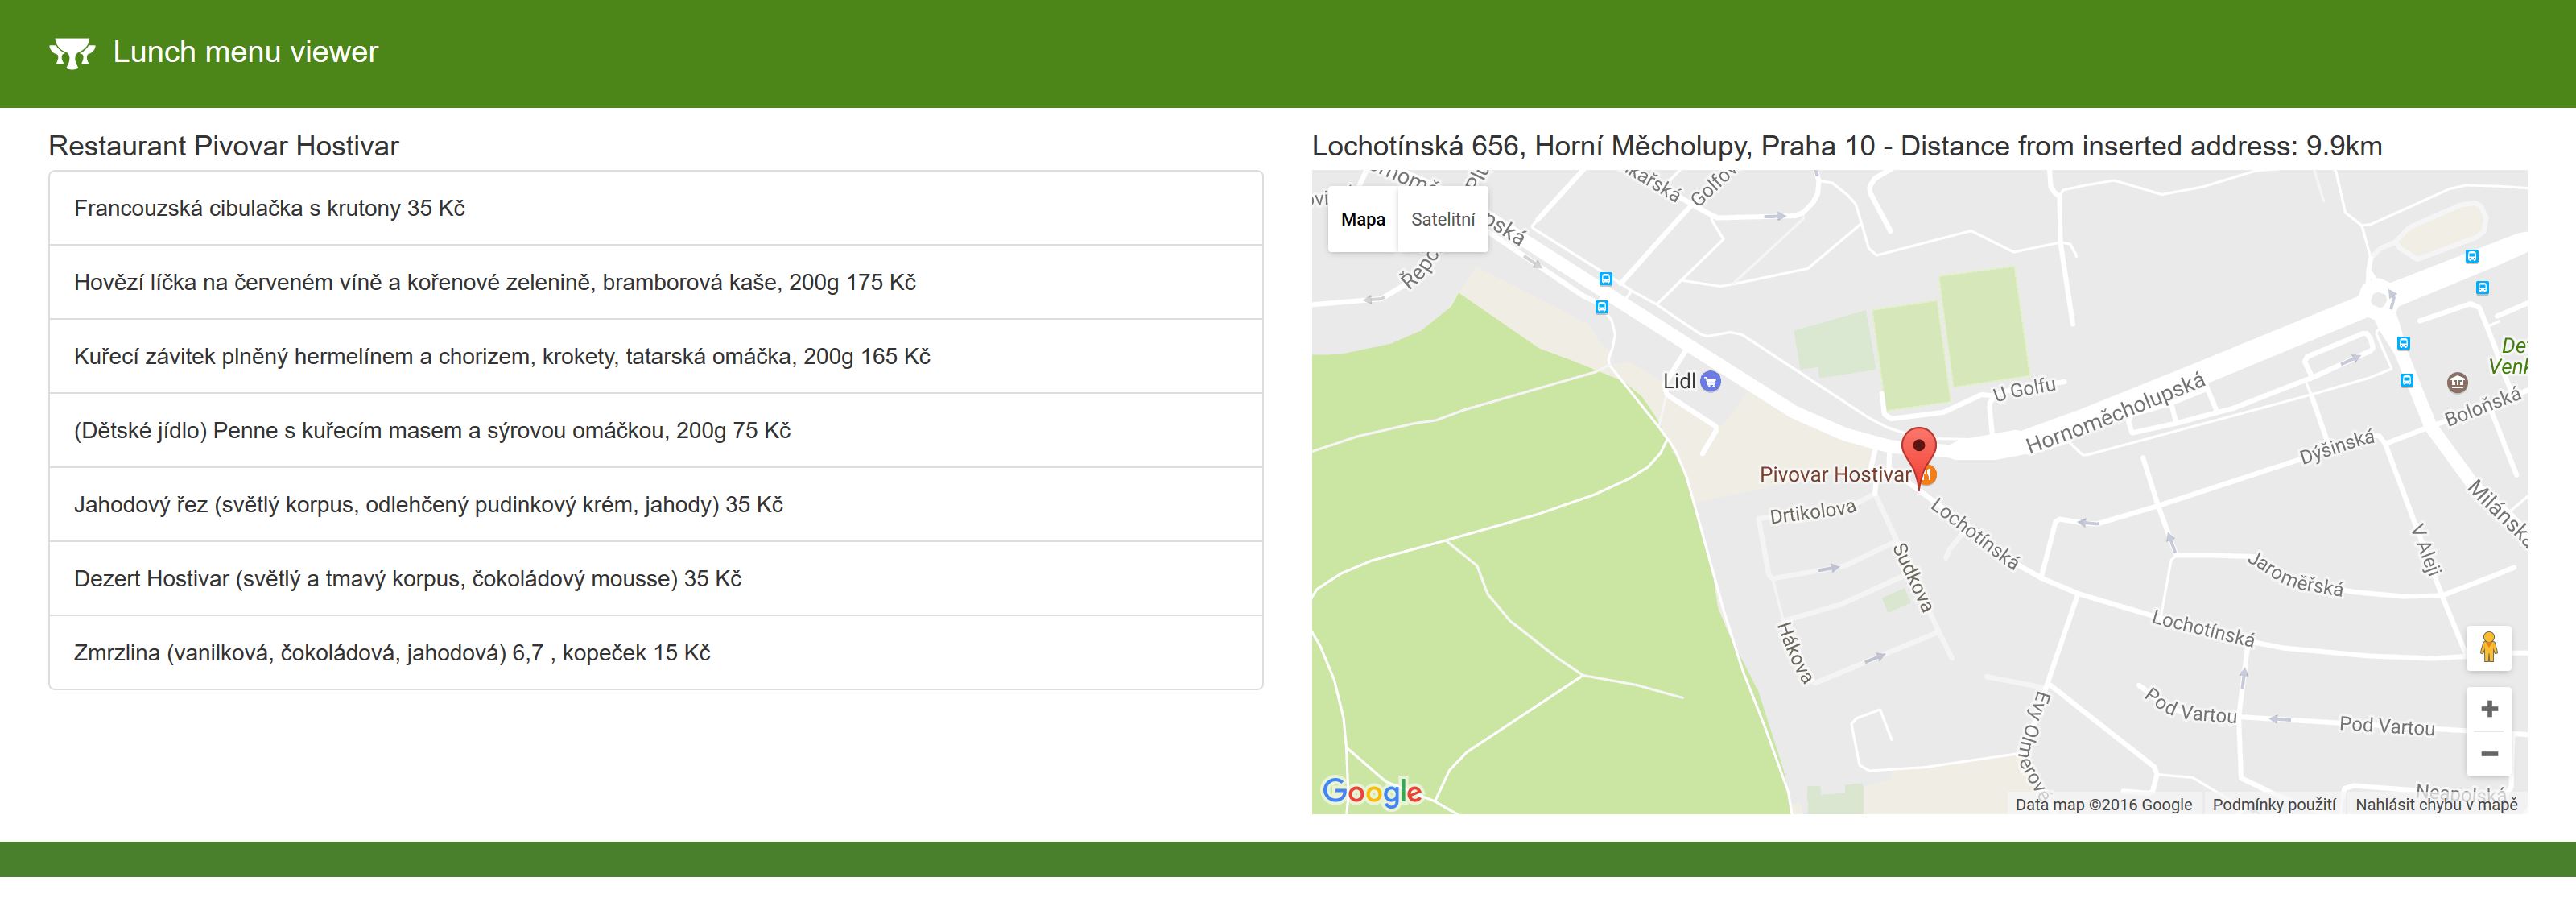 Lunch menu viewer
Restaurant Pivovar Hostivar
Francouzská cibulačka s krutony 35 Kč
Hovězí líčka na červeném víně a kořenové zelenině, bramborová kaše, 200g 175 Kč
Kuřecí závitek plněný hermelínem a chorizem, krokety, tatarská omáčka, 200g 165 Kč
(Dětské jídlo) Penne s kuřecím masem a sýrovou omáčkou, 200g 75 Kč
Jahodový řez (světlý korpus, odlehčený pudinkový krém, jahody) 35 Kč
Dezert Hostivar (světlý a tmavý korpus, čokoládový mousse) 35 Kč
Zmrzlina (vanilková, čokoládová, jahodová) 6,7 , kopeček 15 Kč
Lochotínská 656, Horní Měcholupy, Praha 10 - Distance from inserted address: 9.9km
Mapa Satelitní
Lidl
U Golfu
Hornoměcholupská
Boloňská
Dýšinská
Pivovar Hostivar
Drtikolova
Lochotínská
Sudkova
V Aleji
Jaroměřská
Hákova
Lochotínská
Pod Vartou
Pod Vartou
Neapolská
Google
Data map ©2016 Google Podmínky použití Nahlásit chybu v mapě